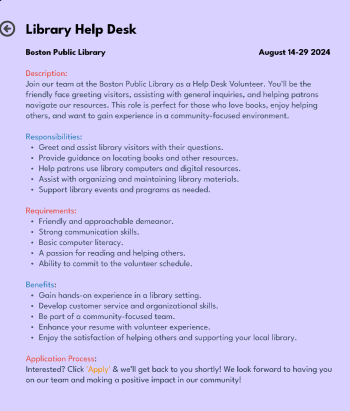 Library Help Desk
Boston Public Library August 14-29 2024
Description:
Join our team at the Boston Public Library as a Help Desk Volunteer. You'll be the
friendly face greeting visitors, assisting with general inquiries, and helping patrons
navigate our resources. This role is perfect for those who love books, enjoy helping
others, and want to gain experience in a community-focused environment.
Responsibilities:
• Greet and assist library visitors with their questions.
• Provide guidance on locating books and other resources.
• Help patrons use library computers and digital resources.
• Assist with organizing and maintaining library materials.
• Support library events and programs as needed.
Requirements:
• Friendly and approachable demeanor.
• Strong communication skills.
• Basic computer literacy.
• A passion for reading and helping others.
• Ability to commit to the volunteer schedule.
Benefits:
• Gain hands-on experience in a library setting.
• Develop customer service and organizational skills.
• Be part of a community-focused team.
• Enhance your resume with volunteer experience.
• Enjoy the satisfaction of helping others and supporting your local library.
Application Process:
Interested? Click 'Apply' & we'll get back to you shortly! We look forward to having you
on our team and making a positive impact in our community!